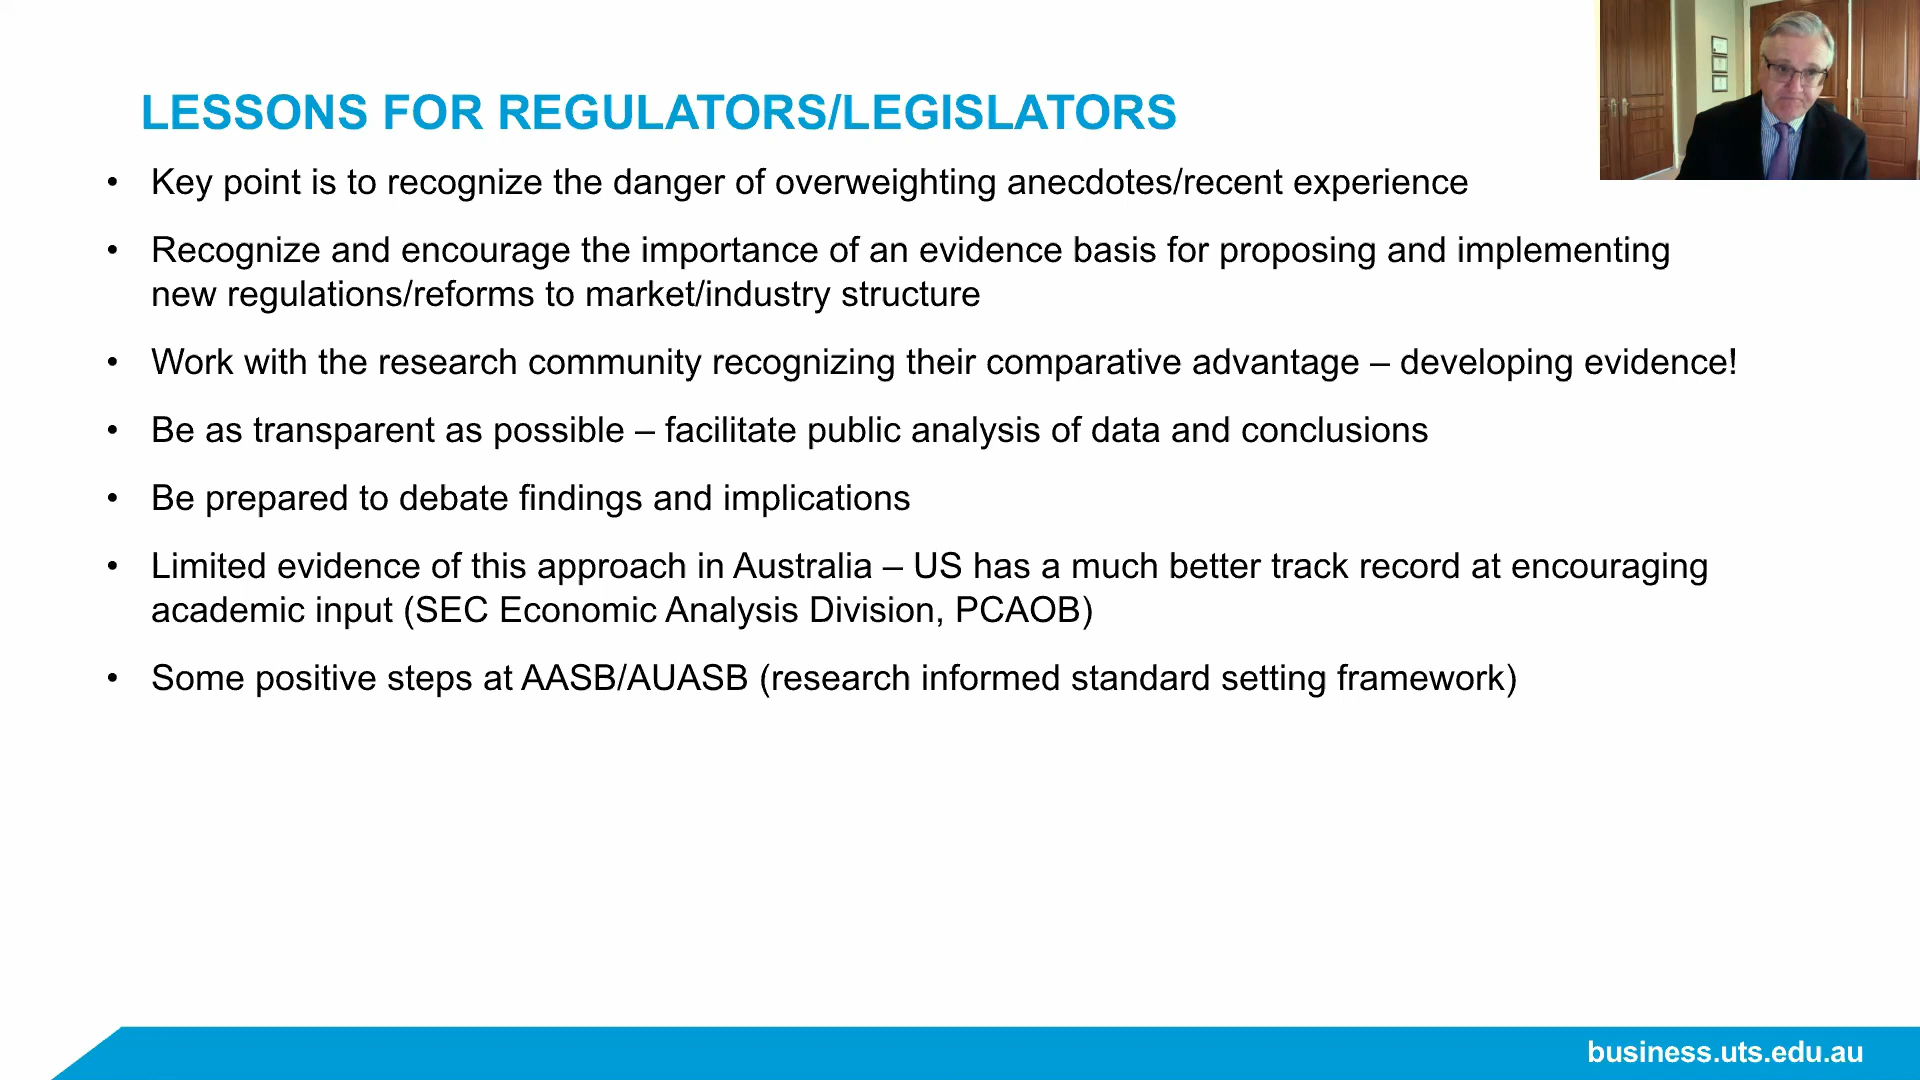 LESSONS FOR REGULATORS/LEGISLATORS
• Key point is to recognize the danger of overweighting anecdotes/recent experience
• Recognize and encourage the importance of an evidence basis for proposing and implementing
new regulations/reforms to market/industry structure
• Work with the research community recognizing their comparative advantage – developing evidence!
• Be as transparent as possible – facilitate public analysis of data and conclusions
• Be prepared to debate findings and implications
• Limited evidence of this approach in Australia – US has a much better track record at encouraging
academic input (SEC Economic Analysis Division, PCAOB)
• Some positive steps at AASB/AUASB (research informed standard setting framework)
business.uts.edu.au